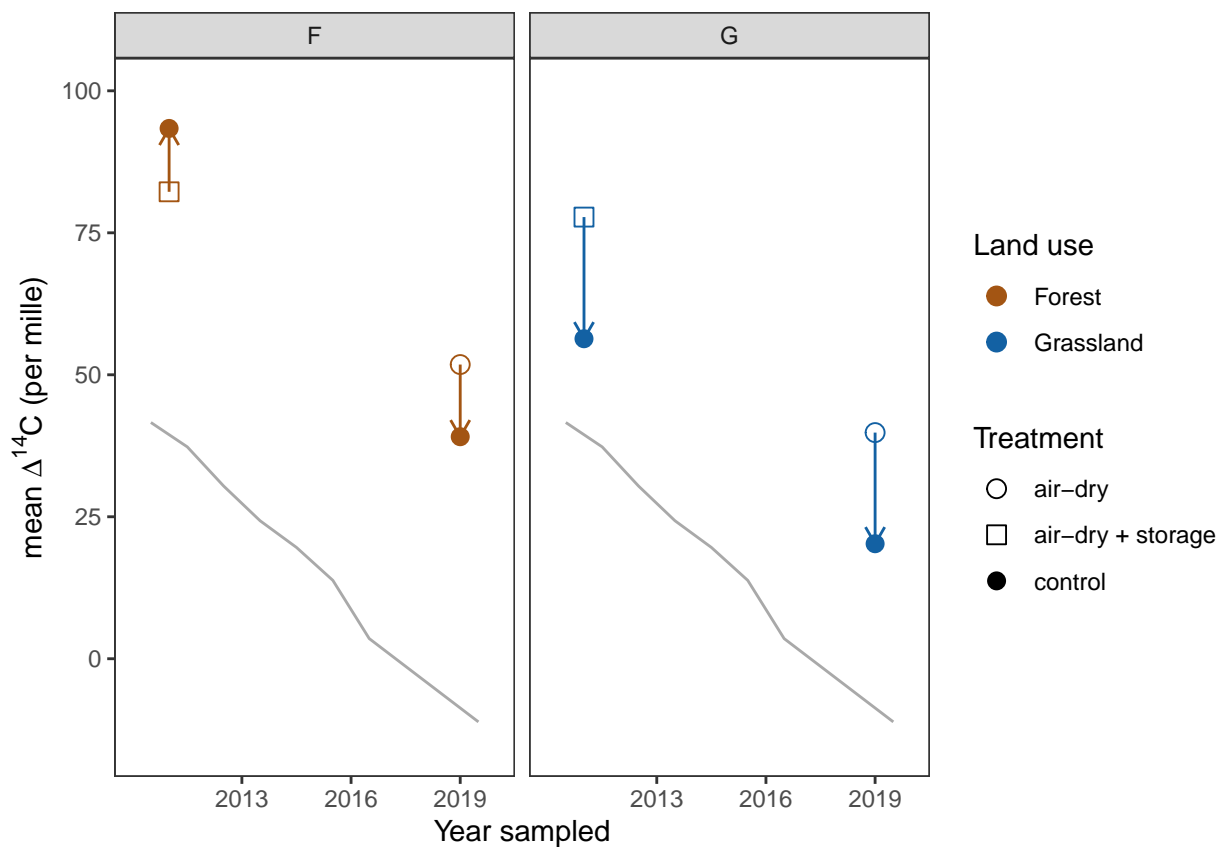 F
G
100
75
50
25
0
mean Δ¹⁴C (per mille)
2013
2016
2019
2013
2016
2019
Year sampled
Land use
Forest
Grassland
Treatment
air−dry
air−dry + storage
control